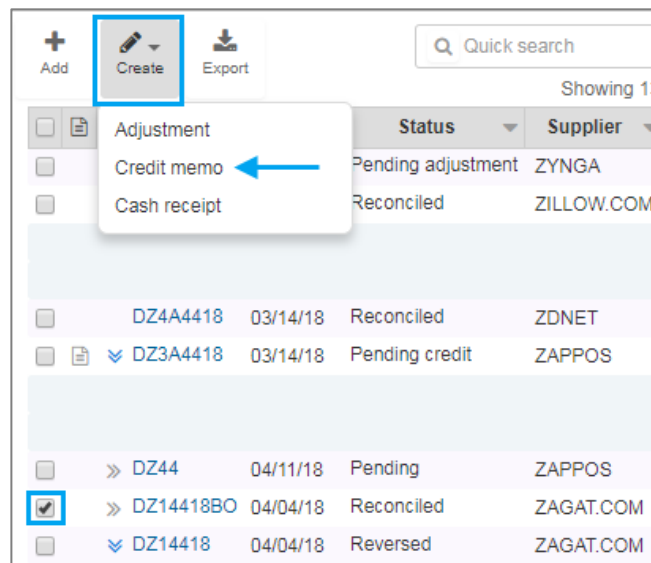 Add Create Export
Quick search
Showing 1
Status Supplier
Adjustment
Credit memo
Cash receipt
Pending adjustment ZYNGA
Reconciled ZILLOW.COM
DZ4A4418 03/14/18 Reconciled ZDNET
DZ3A4418 03/14/18 Pending credit ZAPPOS
DZ44 04/11/18 Pending ZAPPOS
DZ14418BO 04/04/18 Reconciled ZAGAT.COM
DZ14418 04/04/18 Reversed ZAGAT.COM